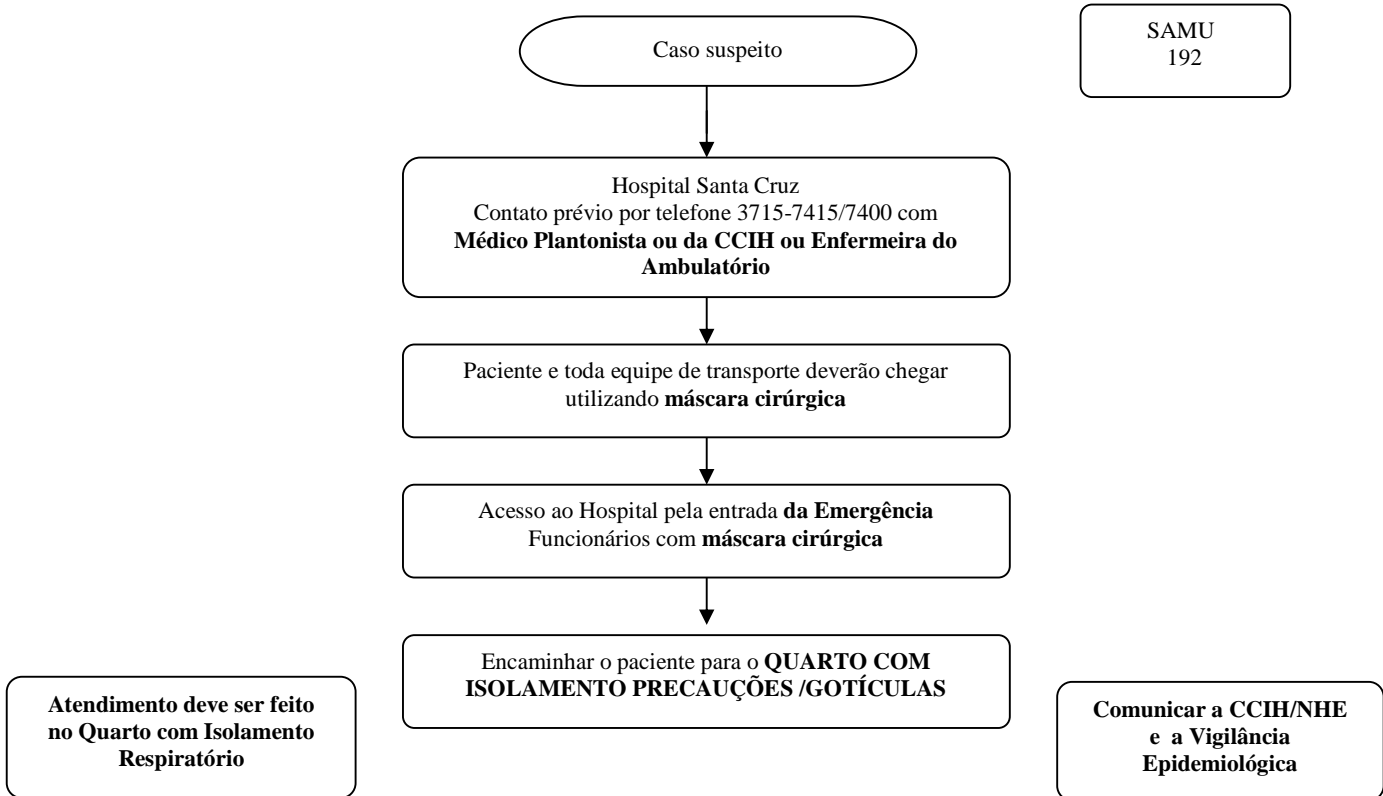 Caso suspeito
SAMU
192
Hospital Santa Cruz
Contato prévio por telefone 3715-7415/7400 com
Médico Plantonista ou da CCIH ou Enfermeira do
Ambulatório
Paciente e toda equipe de transporte deverão chegar
utilizando máscara cirúrgica
Acesso ao Hospital pela entrada da Emergência
Funcionários com máscara cirúrgica
Encaminhar o paciente para o QUARTO COM
ISOLAMENTO PRECAUÇÕES /GOTÍCULAS
Atendimento deve ser feito
no Quarto com Isolamento
Respiratório
Comunicar a CCIH/NHE
e a Vigilância
Epidemiológica